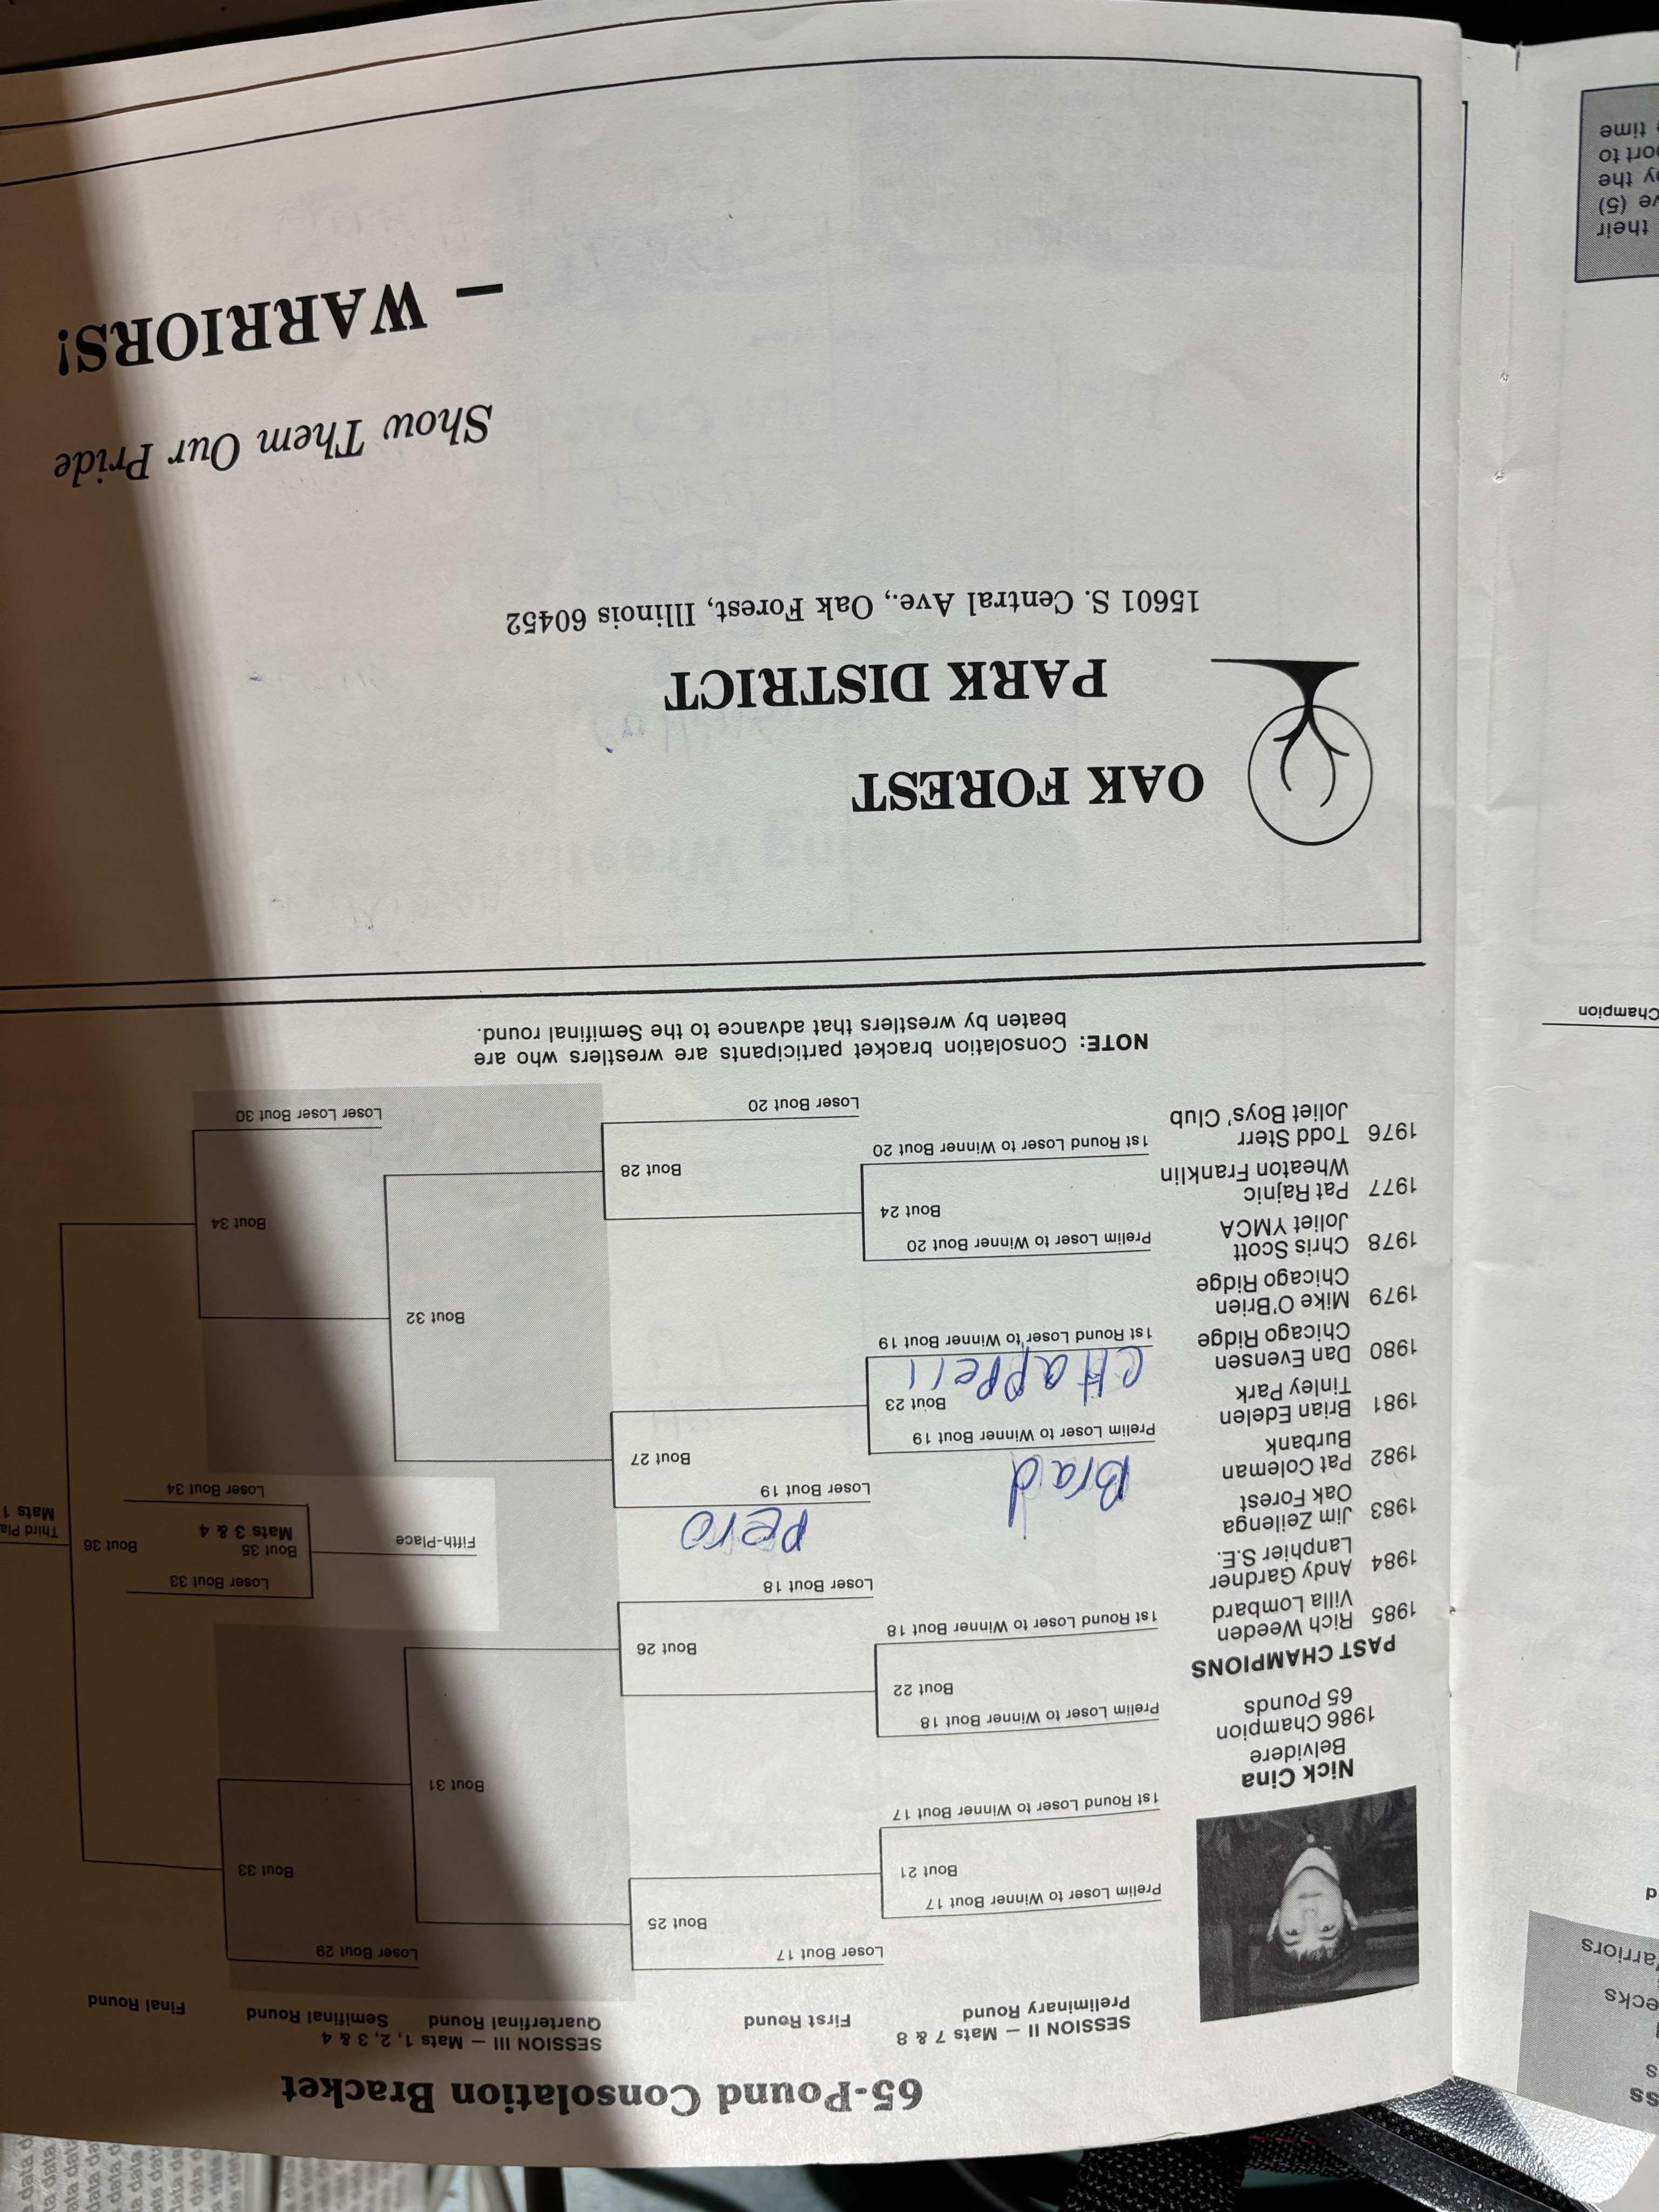 65-Pound Consolation Bracket
SESSION II — Mats 7 & 8
Preliminary Round
First Round
SESSION III — Mats 1, 2, 3 & 4
Quarterfinal Round
Semifinal Round
Final Round
Nick Cina
Belvidere
1986 Champion
65 Pounds
PAST CHAMPIONS
1985 Rich Weeden
Villa Lombard
1984 Andy Gardner
Lanphier S.E.
1983 Jim Zeilenga
Oak Forest
1982 Pat Coleman
Burbank
1981 Brian Edelen
Tinley Park
1980 Dan Evensen
Chicago Ridge
1979 Mike O'Brien
Chicago Ridge
1978 Chris Scott
Joliet YMCA
1977 Pat Rajnic
Wheaton Franklin
1976 Todd Sterr
Joliet Boys' Club
Loser Bout 17
Prelim Loser to Winner Bout 17
Bout 21
1st Round Loser to Winner Bout 17
Bout 25
Prelim Loser to Winner Bout 18
Bout 22
1st Round Loser to Winner Bout 18
Bout 26
Loser Bout 18
Pero
Loser Bout 19
Brad
Prelim Loser to Winner Bout 19
Bout 23
CHAPPell
1st Round Loser to Winner Bout 19
Bout 27
Prelim Loser to Winner Bout 20
Bout 24
1st Round Loser to Winner Bout 20
Bout 28
Loser Bout 20
Loser Bout 29
Bout 33
Bout 31
Loser Bout 33
Fifth-Place
Bout 35
Mats 3 & 4
Loser Bout 34
Bout 36
Third Pla
Mats 1
Bout 32
Bout 34
Loser Loser Bout 30
NOTE: Consolation bracket participants are wrestlers who are
beaten by wrestlers that advance to the Semifinal round.
OAK FOREST
PARK DISTRICT
15601 S. Central Ave., Oak Forest, Illinois 60452
Show Them Our Pride
— WARRIORS!
ss
s
ecks
arriors
d
Champion
their
ve (5)
y the
ort to
time